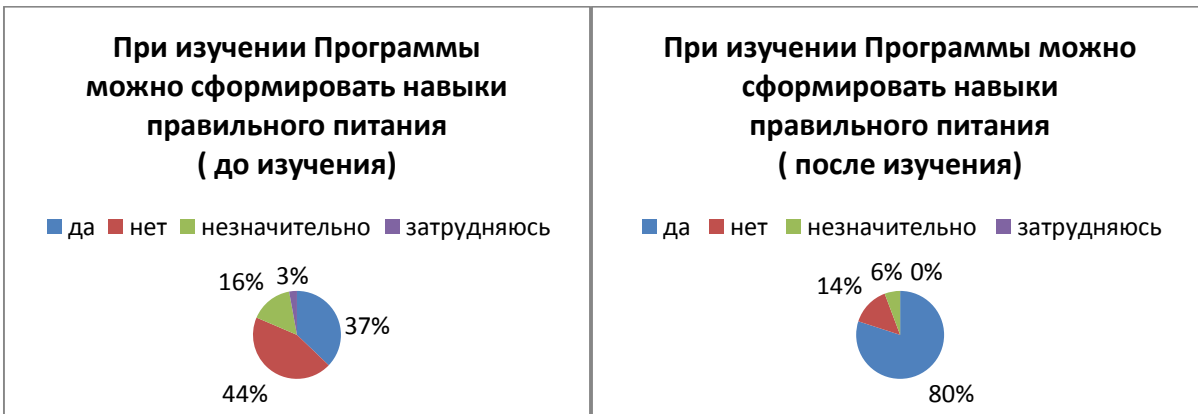 При изучении Программы
можно сформировать навыки
правильного питания
( до изучения)
да нет незначительно затрудняюсь
16% 3%
37%
44%
При изучении Программы можно
сформировать навыки
правильного питания
( после изучения)
да нет незначительно затрудняюсь
6% 0%
14%
80%